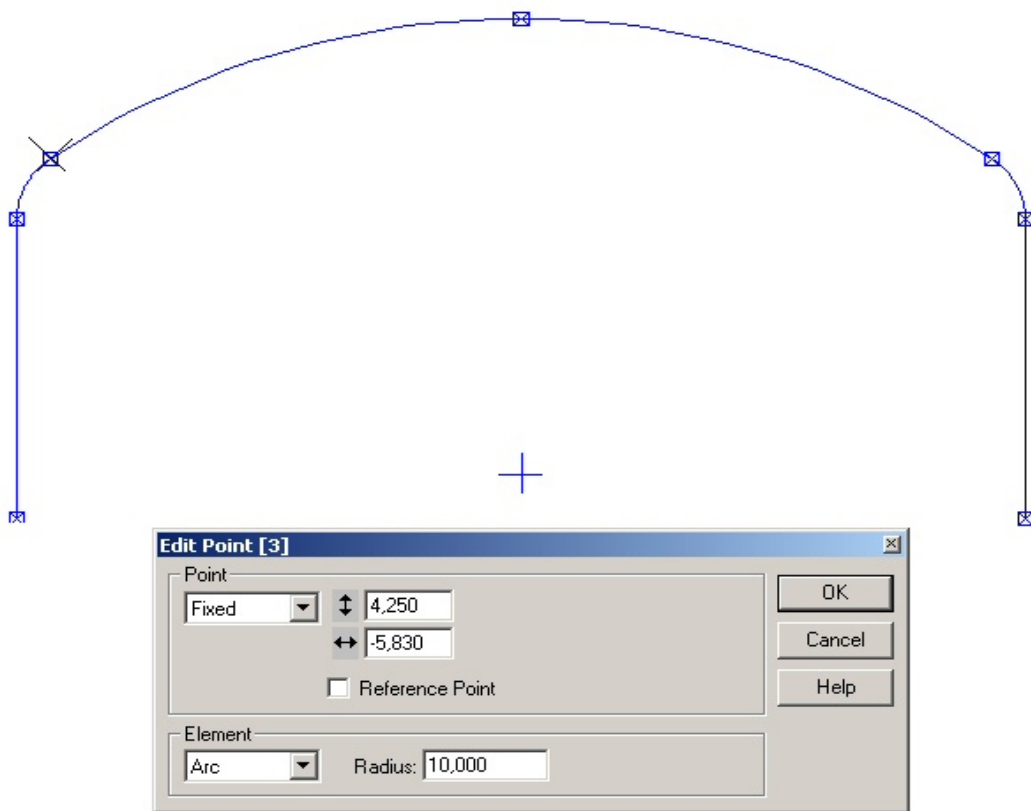 Edit Point [3]
Point
Fixed
4,250
-5,830
Reference Point
OK
Cancel
Help
Element
Arc
Radius: 10,000